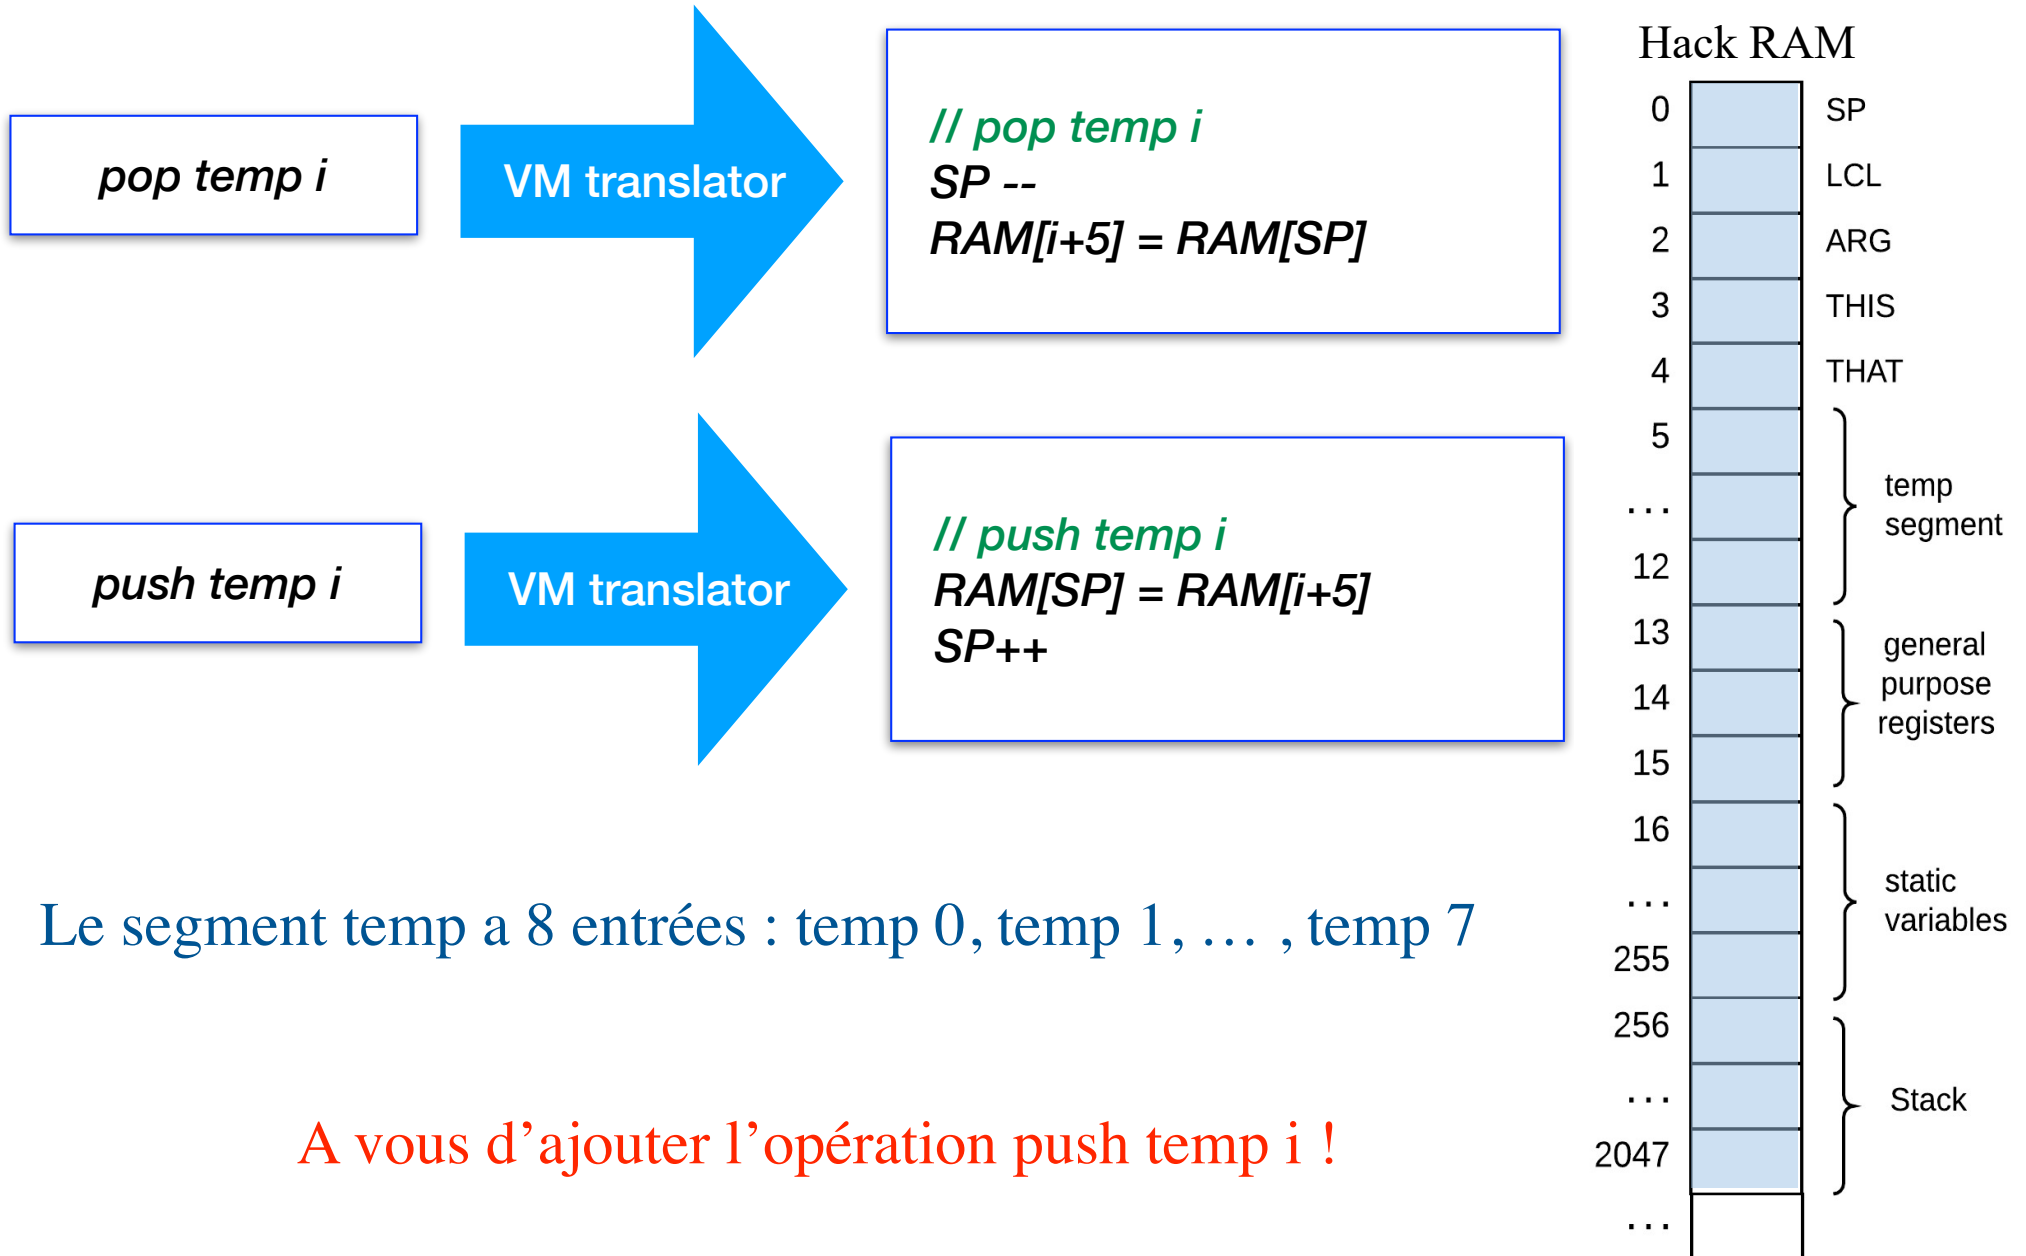 pop temp i
VM translator
// pop temp i
SP --
RAM[i+5] = RAM[SP]
push temp i
VM translator
// push temp i
RAM[SP] = RAM[i+5]
SP++
Le segment temp a 8 entrées : temp 0, temp 1, … , temp 7
A vous d’ajouter l’opération push temp i !
Hack RAM
0 SP
1 LCL
2 ARG
3 THIS
4 THAT
5
temp
...
segment
12
13
general
purpose
14
registers
15
16
static
...
variables
255
256
...
Stack
2047
...